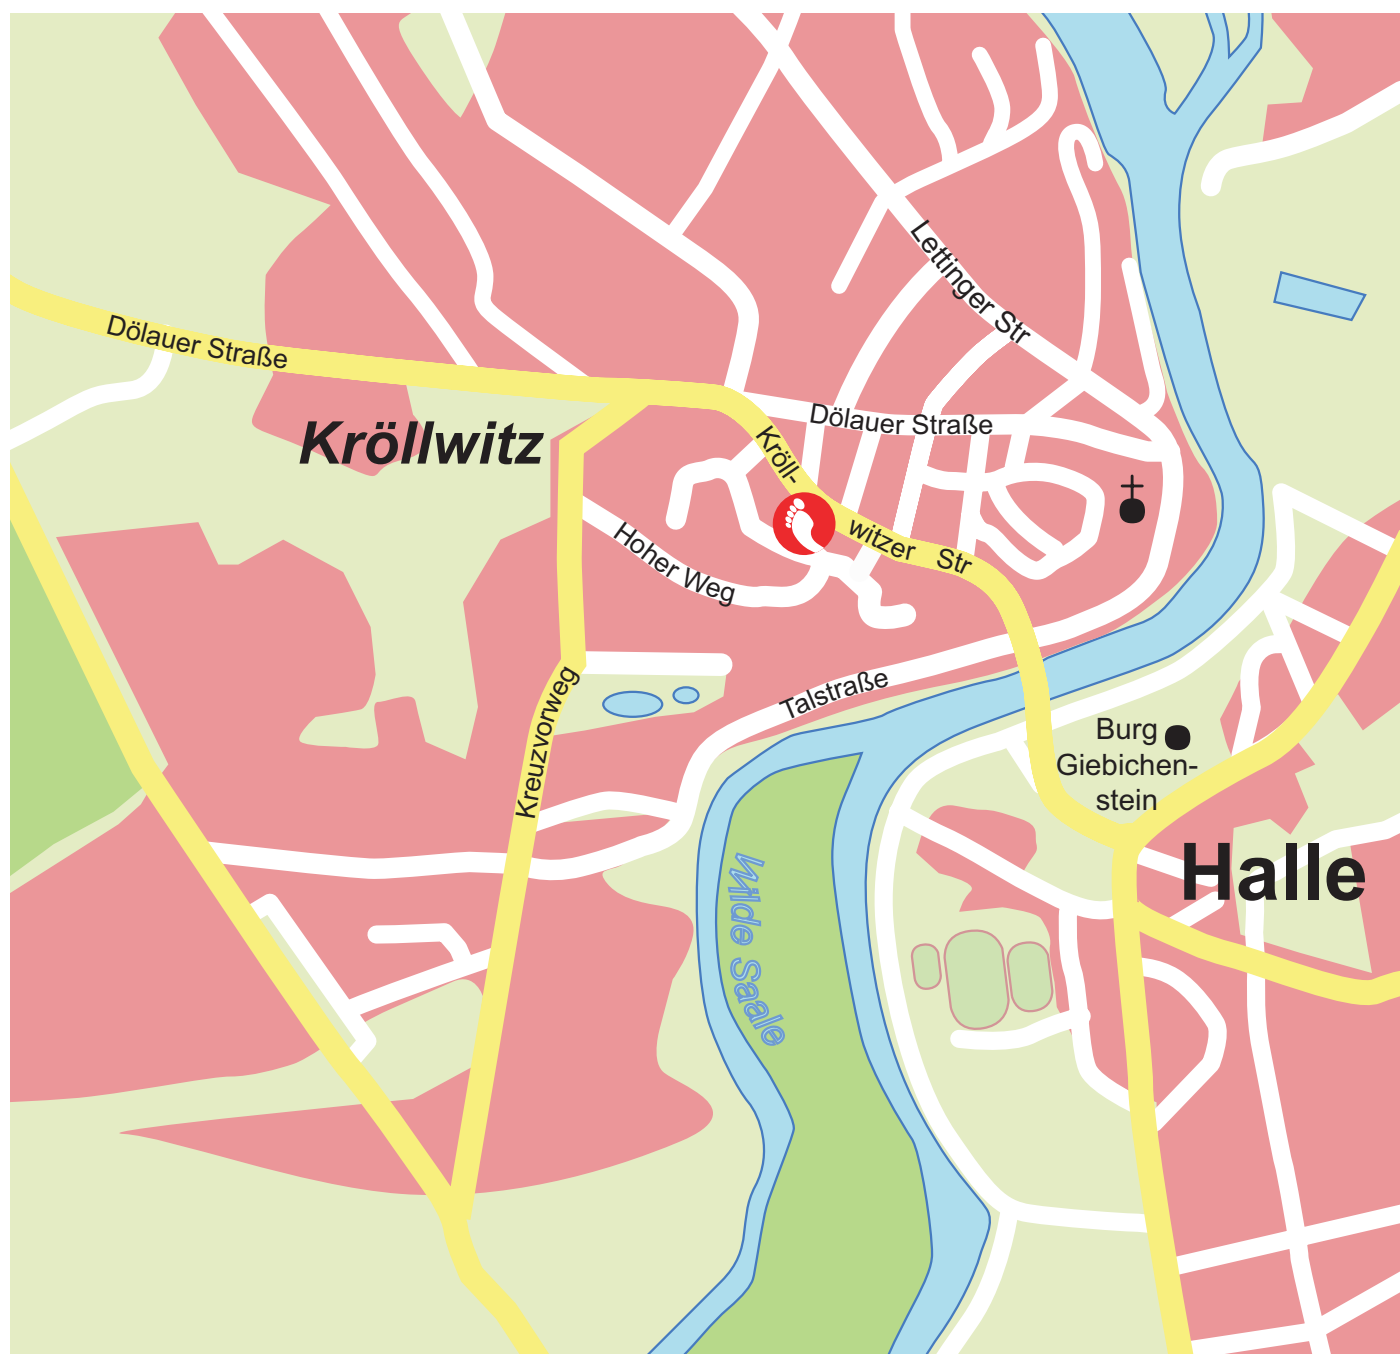 Lettinger Str
Dölauer Straße
Dölauer Straße
Kröllwitz
Kröll-
witzer Str
Hoher Weg
Kreuzvorweg
Talstraße
Burg
Giebichen-
stein
Halle
Wilde Saale